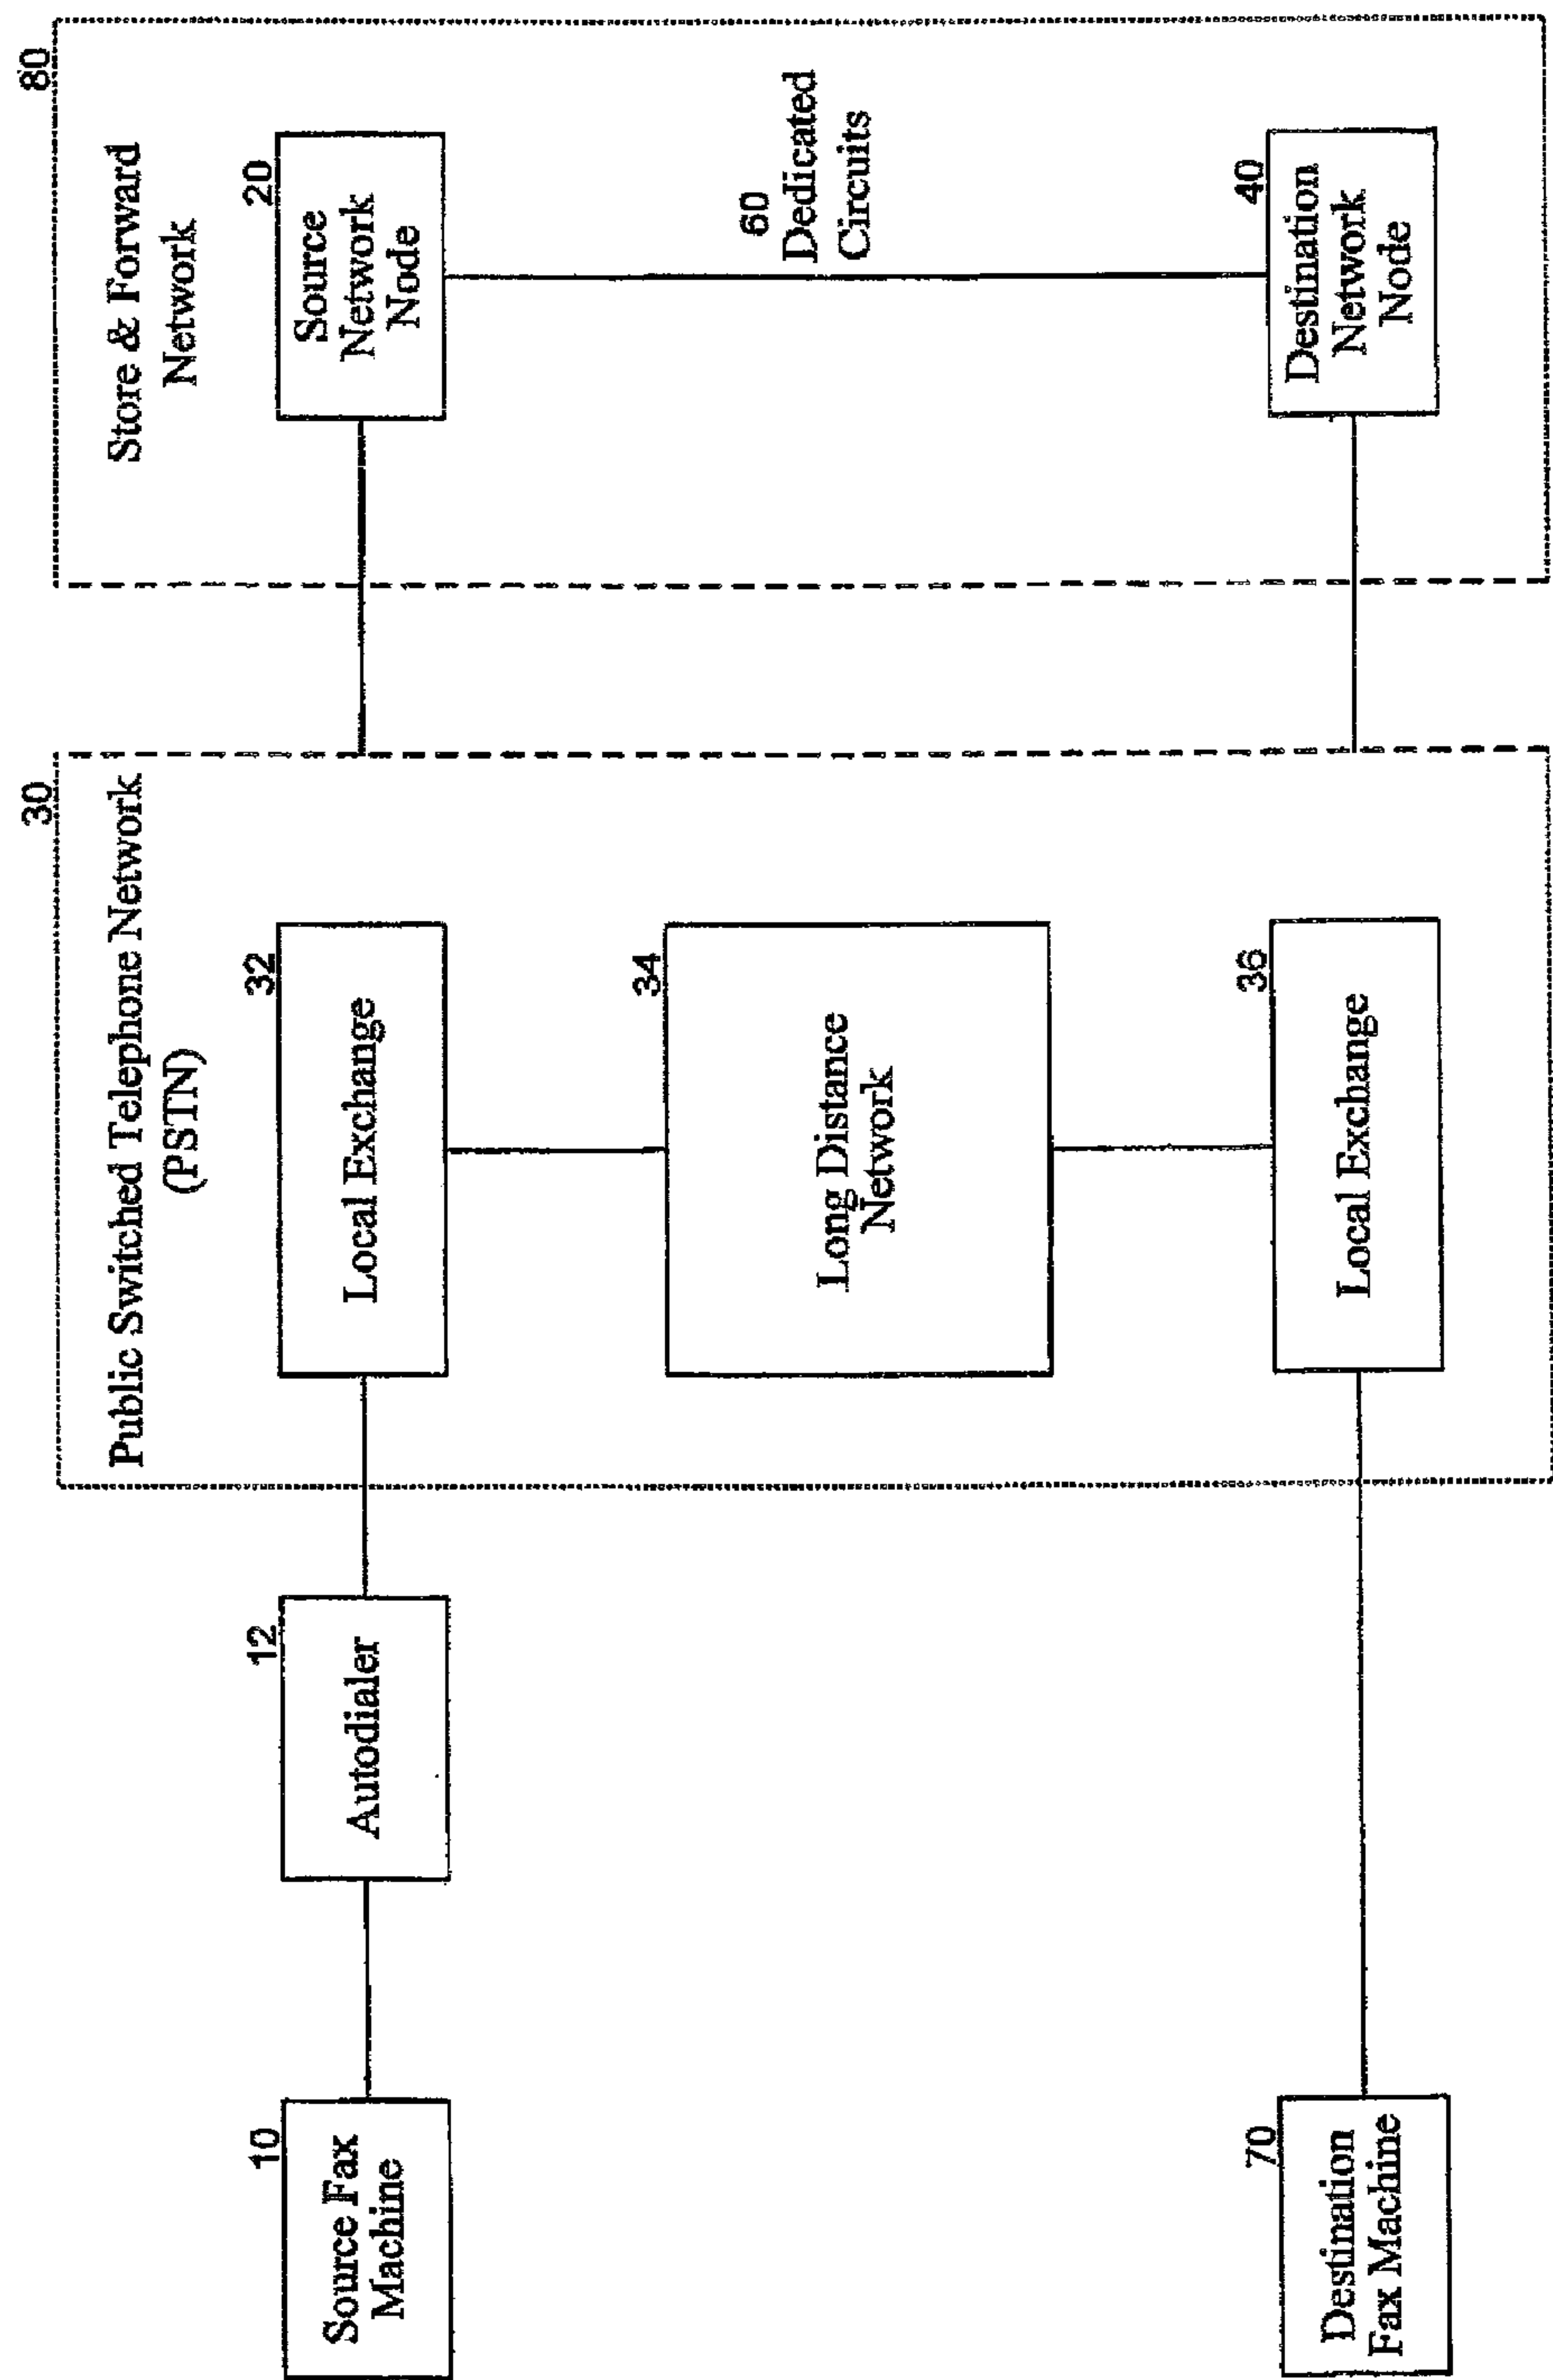 10
Source Fax
Machine
12
Autodialer
30
Public Switched Telephone Network
(PSTN)
32
Local Exchange
34
Long Distance
Network
36
Local Exchange
80
Store & Forward
Network
20
Source
Network
Node
60
Dedicated
Circuits
40
Destination
Network
Node
70
Destination
Fax Machine